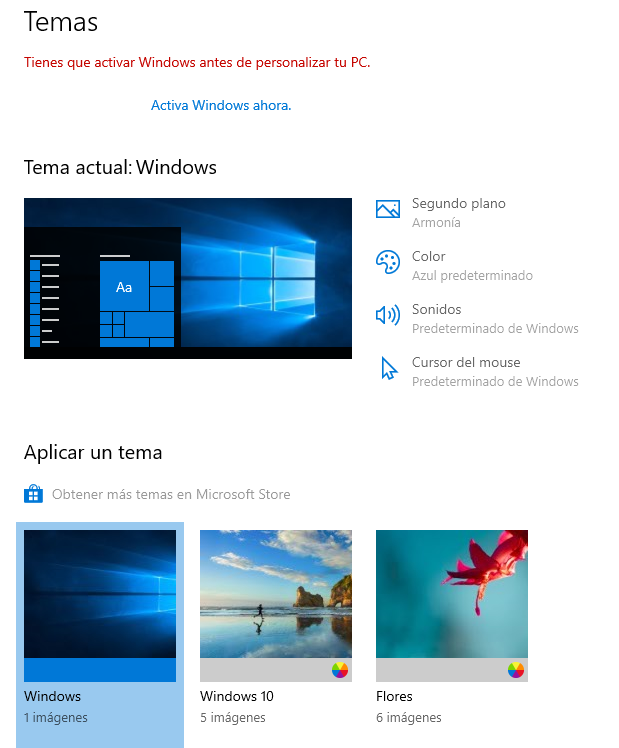 Temas
Tienes que activar Windows antes de personalizar tu PC.
Activa Windows ahora.
Tema actual: Windows
Aa
Segundo plano
Armonía
Color
Azul predeterminado
Sonidos
Predeterminado de Windows
Cursor del mouse
Predeterminado de Windows
Aplicar un tema
Obtener más temas en Microsoft Store
Windows
1 imágenes
Windows 10
5 imágenes
Flores
6 imágenes